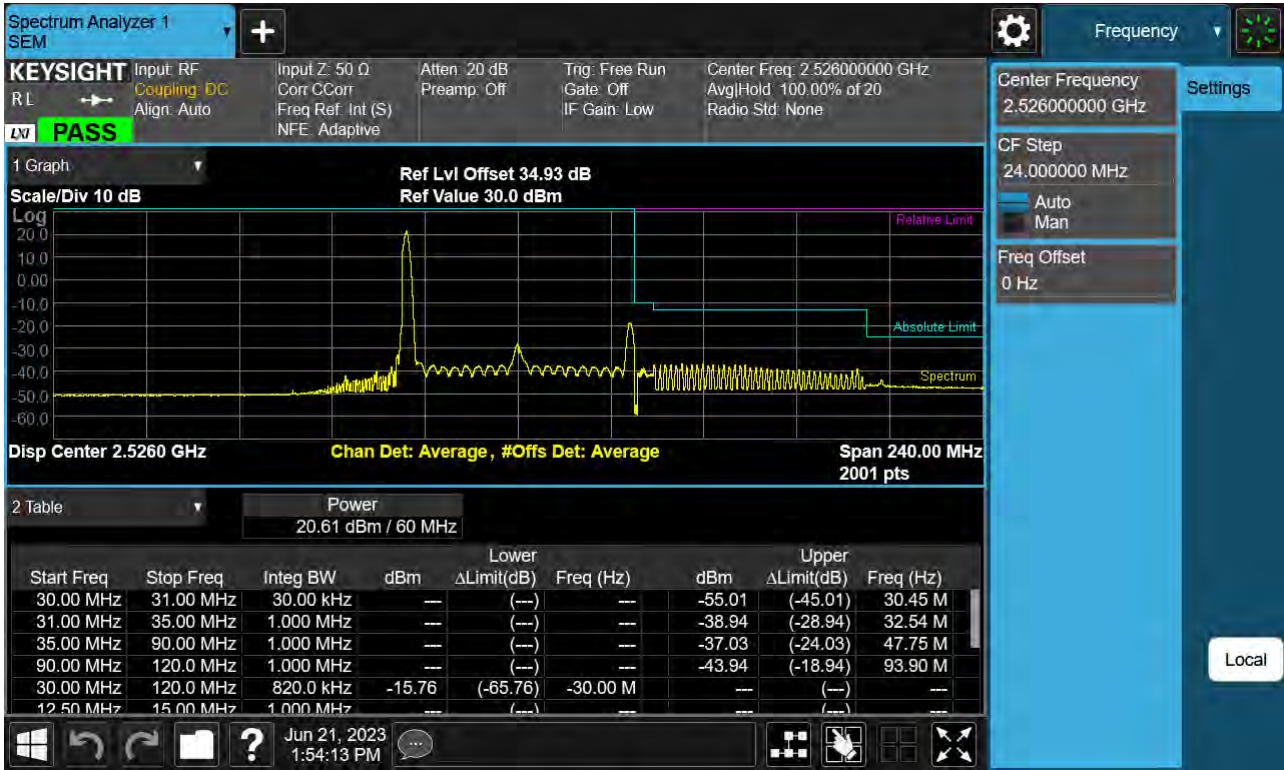 Spectrum Analyzer 1
SEM
+
Frequency
KEYSIGHT
RL
LXI PASS
Input: RF
Coupling: DC
Align: Auto
Input Z: 50 Ω
Corr CCorr
Freq Ref: Int (S)
NFE: Adaptive
Atten: 20 dB
Preamp: Off
Trig: Free Run
Gate: Off
IF Gain: Low
Center Freq: 2.526000000 GHz
Avg|Hold: 100.00% of 20
Radio Std: None
Center Frequency
2.526000000 GHz
Settings
CF Step
24.000000 MHz
Auto
Man
Freq Offset
0 Hz
1 Graph
Scale/Div 10 dB
Ref Lvl Offset 34.93 dB
Ref Value 30.0 dBm
Log
20.0
10.0
0.00
-10.0
-20.0
-30.0
-40.0
-50.0
-60.0
Relative Limit
Absolute Limit
Spectrum
Disp Center 2.5260 GHz
Chan Det: Average, #Offs Det: Average
Span 240.00 MHz
2001 pts
2 Table
Power
20.61 dBm / 60 MHz
Lower Upper
Start Freq Stop Freq Integ BW dBm ΔLimit(dB) Freq (Hz) dBm ΔLimit(dB) Freq (Hz)
30.00 MHz 31.00 MHz 30.00 kHz --- (---) --- -55.01 (-45.01) 30.45 M
31.00 MHz 35.00 MHz 1.000 MHz --- (---) --- -38.94 (-28.94) 32.54 M
35.00 MHz 90.00 MHz 1.000 MHz --- (---) --- -37.03 (-24.03) 47.75 M
90.00 MHz 120.0 MHz 1.000 MHz --- (---) --- -43.94 (-18.94) 93.90 M
30.00 MHz 120.0 MHz 820.0 kHz -15.76 (-65.76) -30.00 M --- (---) ---
12.50 MHz 15.00 MHz 1.000 MHz --- (---) --- --- (---) ---
Local
?
Jun 21, 2023
1:54:13 PM